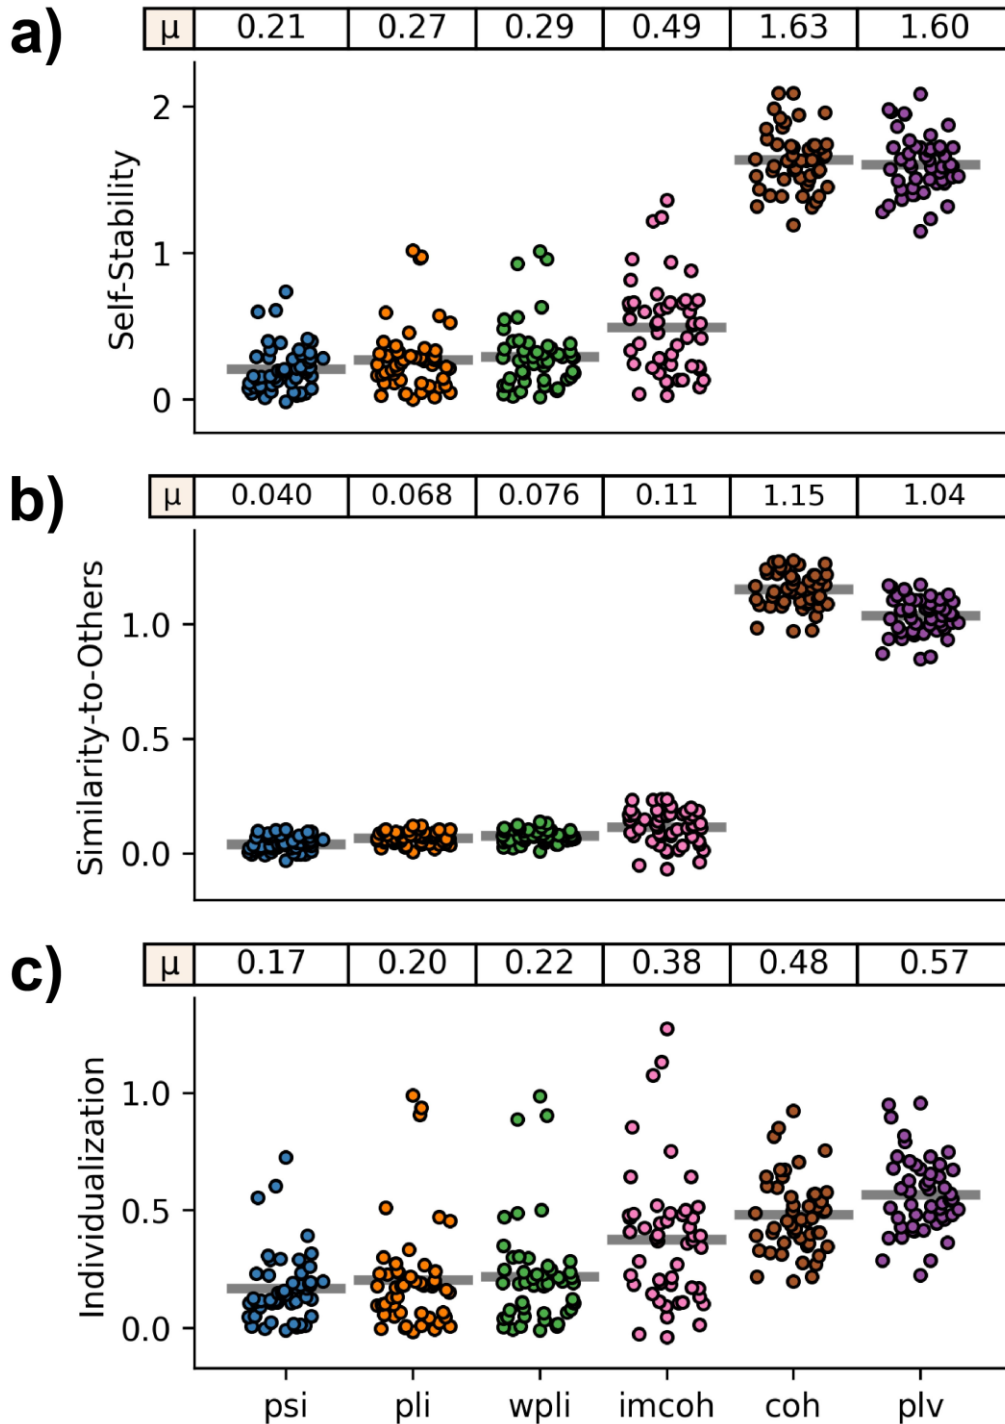 a)
μ 0.21 0.27 0.29 0.49 1.63 1.60
Self-Stability
2
1
0
b)
μ 0.040 0.068 0.076 0.11 1.15 1.04
Similarity-to-Others
1.0
0.5
0.0
c)
μ 0.17 0.20 0.22 0.38 0.48 0.57
Individualization
1.0
0.5
0.0
psi pli wpli imcoh coh plv